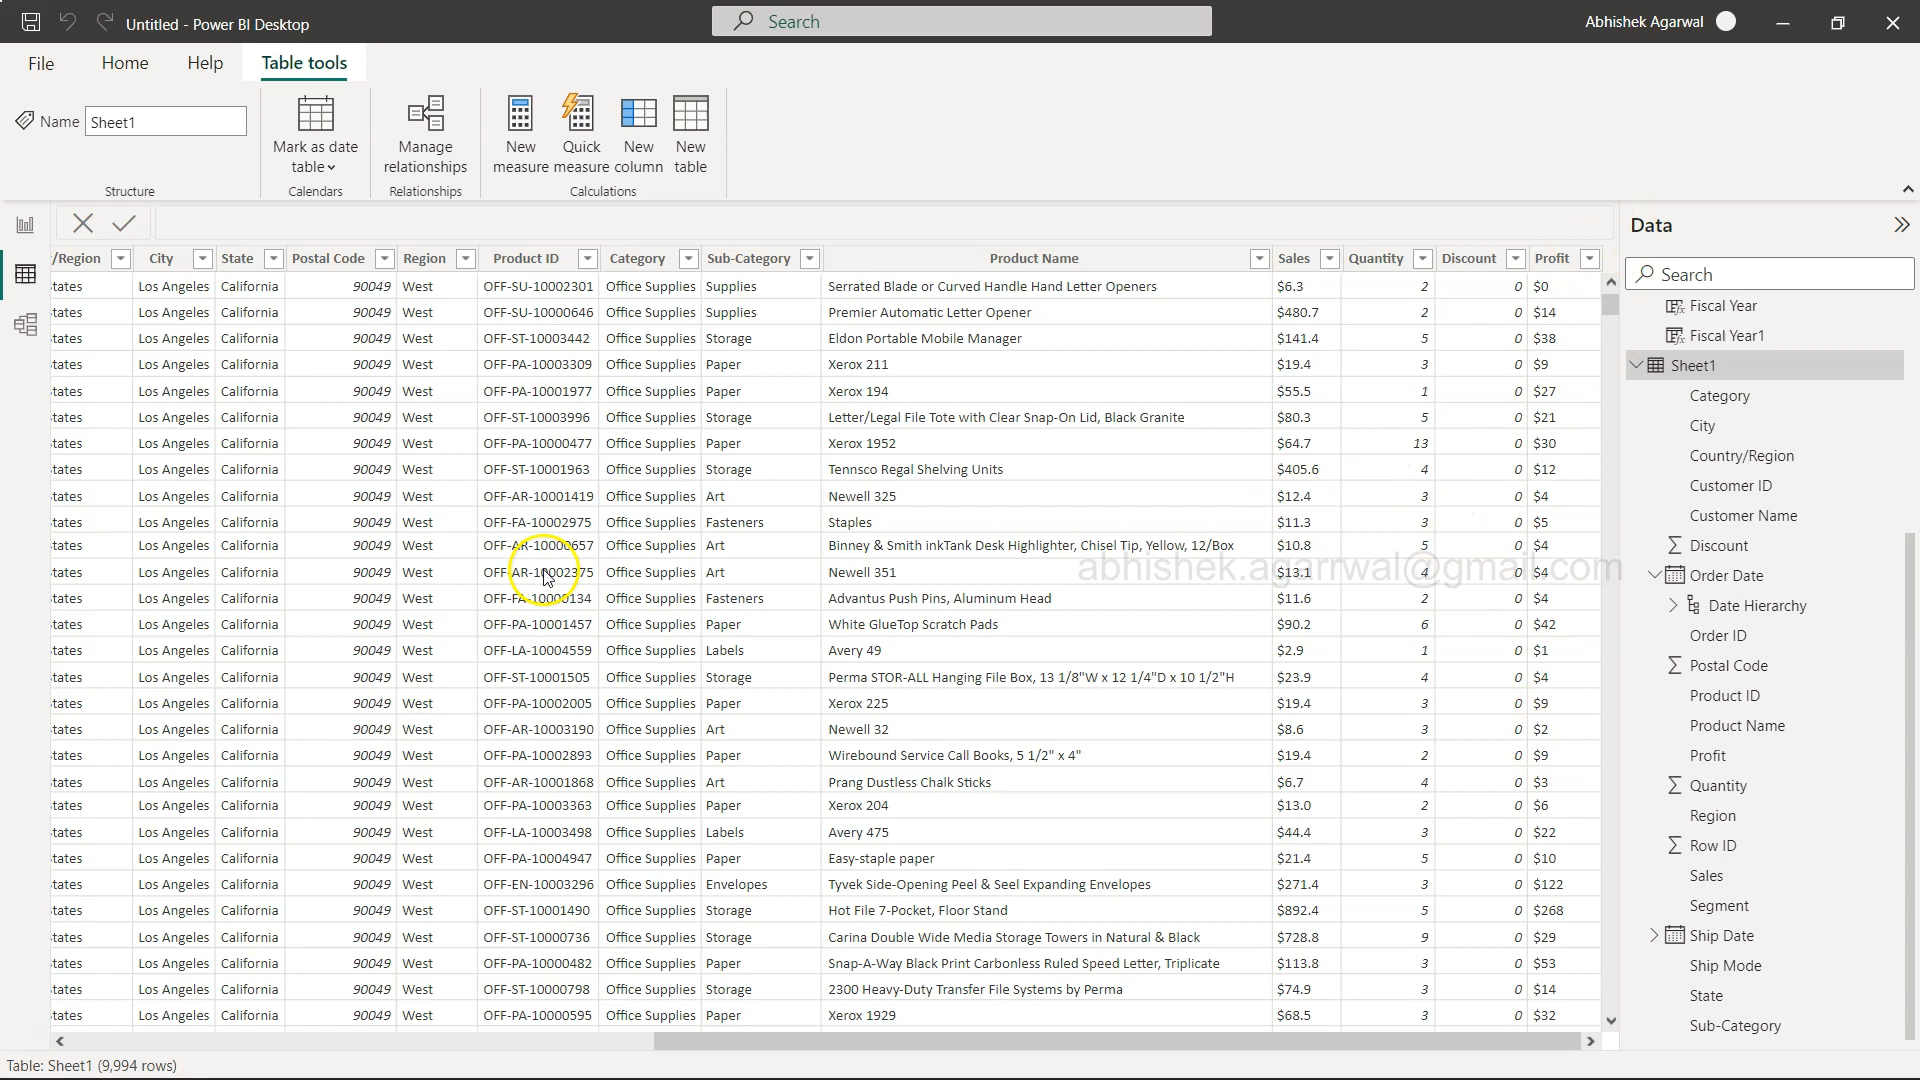 Untitled - Power BI Desktop
Search
Abhishek Agarwal
File Home Help Table tools
Name Sheet1
Mark as date table
Manage relationships
New measure
Quick measure
New column
New table
Structure Calendars Relationships Calculations
/Region City State Postal Code Region Product ID Category Sub-Category Product Name Sales Quantity Discount Profit
tates Los Angeles California 90049 West OFF-SU-10002301 Office Supplies Supplies Serrated Blade or Curved Handle Hand Letter Openers $6.3 2 0 $0
tates Los Angeles California 90049 West OFF-SU-10000646 Office Supplies Supplies Premier Automatic Letter Opener $480.7 2 0 $14
tates Los Angeles California 90049 West OFF-ST-10003442 Office Supplies Storage Eldon Portable Mobile Manager $141.4 5 0 $38
tates Los Angeles California 90049 West OFF-PA-10003309 Office Supplies Paper Xerox 211 $19.4 3 0 $9
tates Los Angeles California 90049 West OFF-PA-10001977 Office Supplies Paper Xerox 194 $55.5 1 0 $27
tates Los Angeles California 90049 West OFF-ST-10003996 Office Supplies Storage Letter/Legal File Tote with Clear Snap-On Lid, Black Granite $80.3 5 0 $21
tates Los Angeles California 90049 West OFF-PA-10000477 Office Supplies Paper Xerox 1952 $64.7 13 0 $30
tates Los Angeles California 90049 West OFF-ST-10001963 Office Supplies Storage Tennsco Regal Shelving Units $405.6 4 0 $12
tates Los Angeles California 90049 West OFF-AR-10001419 Office Supplies Art Newell 325 $12.4 3 0 $4
tates Los Angeles California 90049 West OFF-FA-10002975 Office Supplies Fasteners Staples $11.3 3 0 $5
tates Los Angeles California 90049 West OFF-AR-10000657 Office Supplies Art Binney & Smith inkTank Desk Highlighter, Chisel Tip, Yellow, 12/Box $10.8 5 0 $4
tates Los Angeles California 90049 West OFF-AR-10002375 Office Supplies Art Newell 351 $13.1 4 0 $4
abhishek.agarrwal@gmail.com
tates Los Angeles California 90049 West OFF-FA-10000134 Office Supplies Fasteners Advantus Push Pins, Aluminum Head $11.6 2 0 $4
tates Los Angeles California 90049 West OFF-PA-10001457 Office Supplies Paper White GlueTop Scratch Pads $90.2 6 0 $42
tates Los Angeles California 90049 West OFF-LA-10004559 Office Supplies Labels Avery 49 $2.9 1 0 $1
tates Los Angeles California 90049 West OFF-ST-10001505 Office Supplies Storage Perma STOR-ALL Hanging File Box, 13 1/8"W x 12 1/4"D x 10 1/2"H $23.9 4 0 $4
tates Los Angeles California 90049 West OFF-PA-10002005 Office Supplies Paper Xerox 225 $19.4 3 0 $9
tates Los Angeles California 90049 West OFF-AR-10003190 Office Supplies Art Newell 32 $8.6 3 0 $2
tates Los Angeles California 90049 West OFF-PA-10002893 Office Supplies Paper Wirebound Service Call Books, 5 1/2" x 4" $19.4 2 0 $9
tates Los Angeles California 90049 West OFF-AR-10001868 Office Supplies Art Prang Dustless Chalk Sticks $6.7 4 0 $3
tates Los Angeles California 90049 West OFF-PA-10003363 Office Supplies Paper Xerox 204 $13.0 2 0 $6
tates Los Angeles California 90049 West OFF-LA-10003498 Office Supplies Labels Avery 475 $44.4 3 0 $22
tates Los Angeles California 90049 West OFF-PA-10004947 Office Supplies Paper Easy-staple paper $21.4 5 0 $10
tates Los Angeles California 90049 West OFF-EN-10003296 Office Supplies Envelopes Tyvek Side-Opening Peel & Seel Expanding Envelopes $271.4 3 0 $122
tates Los Angeles California 90049 West OFF-ST-10001490 Office Supplies Storage Hot File 7-Pocket, Floor Stand $892.4 5 0 $268
tates Los Angeles California 90049 West OFF-ST-10000736 Office Supplies Storage Carina Double Wide Media Storage Towers in Natural & Black $728.8 9 0 $29
tates Los Angeles California 90049 West OFF-PA-10000482 Office Supplies Paper Snap-A-Way Black Print Carbonless Ruled Speed Letter, Triplicate $113.8 3 0 $53
tates Los Angeles California 90049 West OFF-ST-10000798 Office Supplies Storage 2300 Heavy-Duty Transfer File Systems by Perma $74.9 3 0 $14
tates Los Angeles California 90049 West OFF-PA-10000595 Office Supplies Paper Xerox 1929 $68.5 3 0 $32
Table: Sheet1 (9,994 rows)
Data
Search
Fiscal Year
Fiscal Year1
Sheet1
Category
City
Country/Region
Customer ID
Customer Name
Discount
Order Date
Date Hierarchy
Order ID
Postal Code
Product ID
Product Name
Profit
Quantity
Region
Row ID
Sales
Segment
Ship Date
Ship Mode
State
Sub-Category